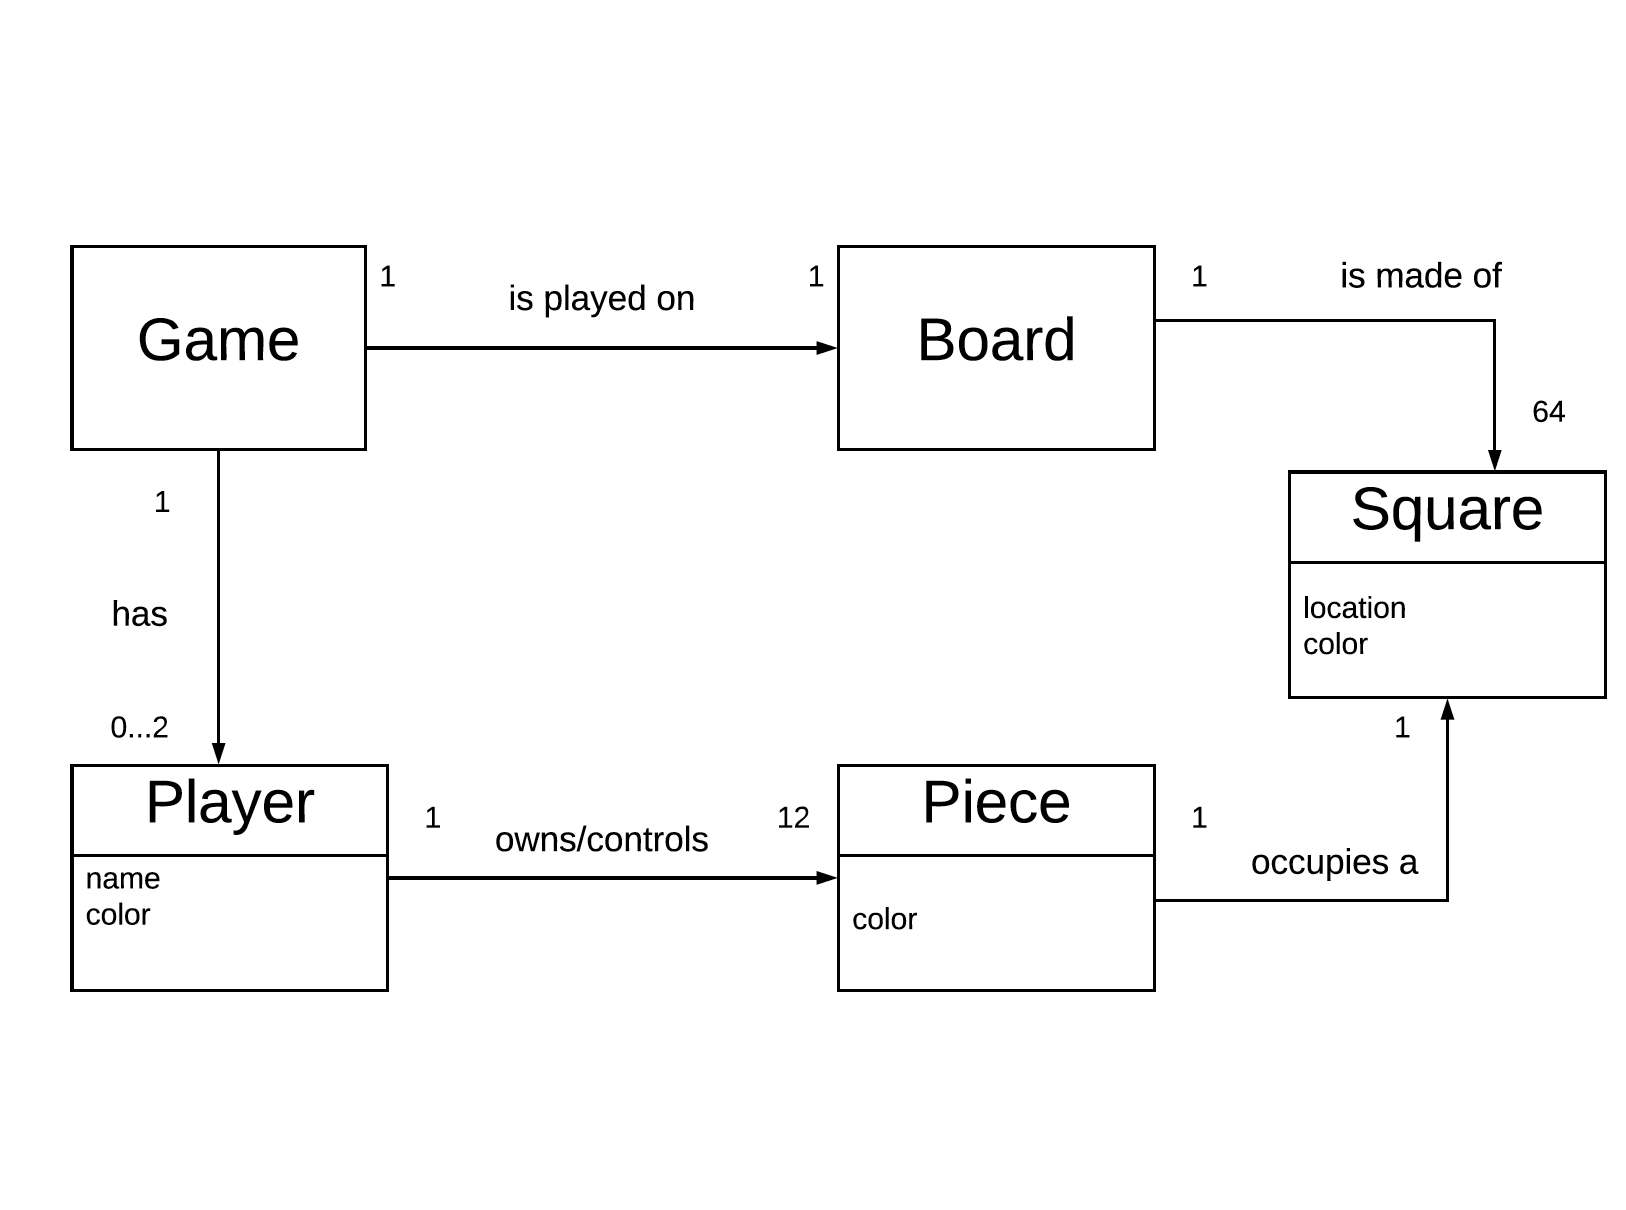 Game
1
is played on
1
Board
1
is made of
64
Square
location
color
1
has
0...2
Player
name
color
1
owns/controls
12
Piece
color
1
occupies a
1